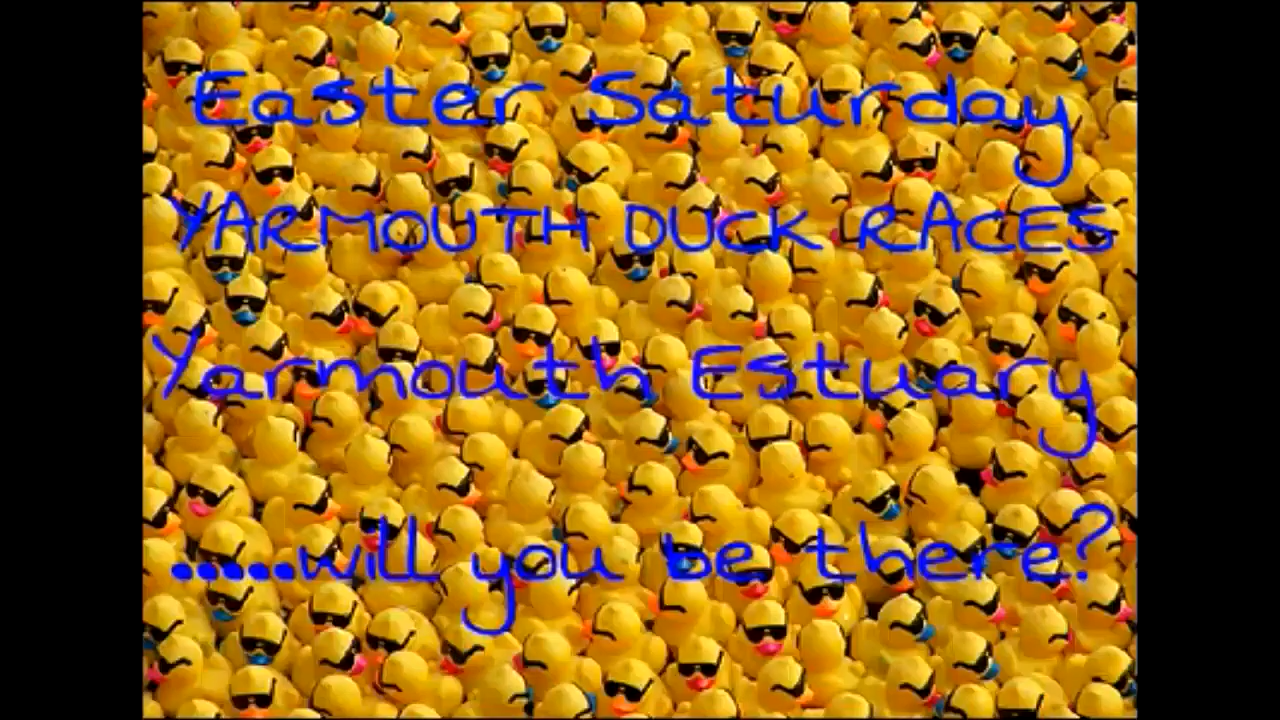 Easter Saturday
YARMOUTH DUCK RACES
Yarmouth Estuary
.....will you be there?